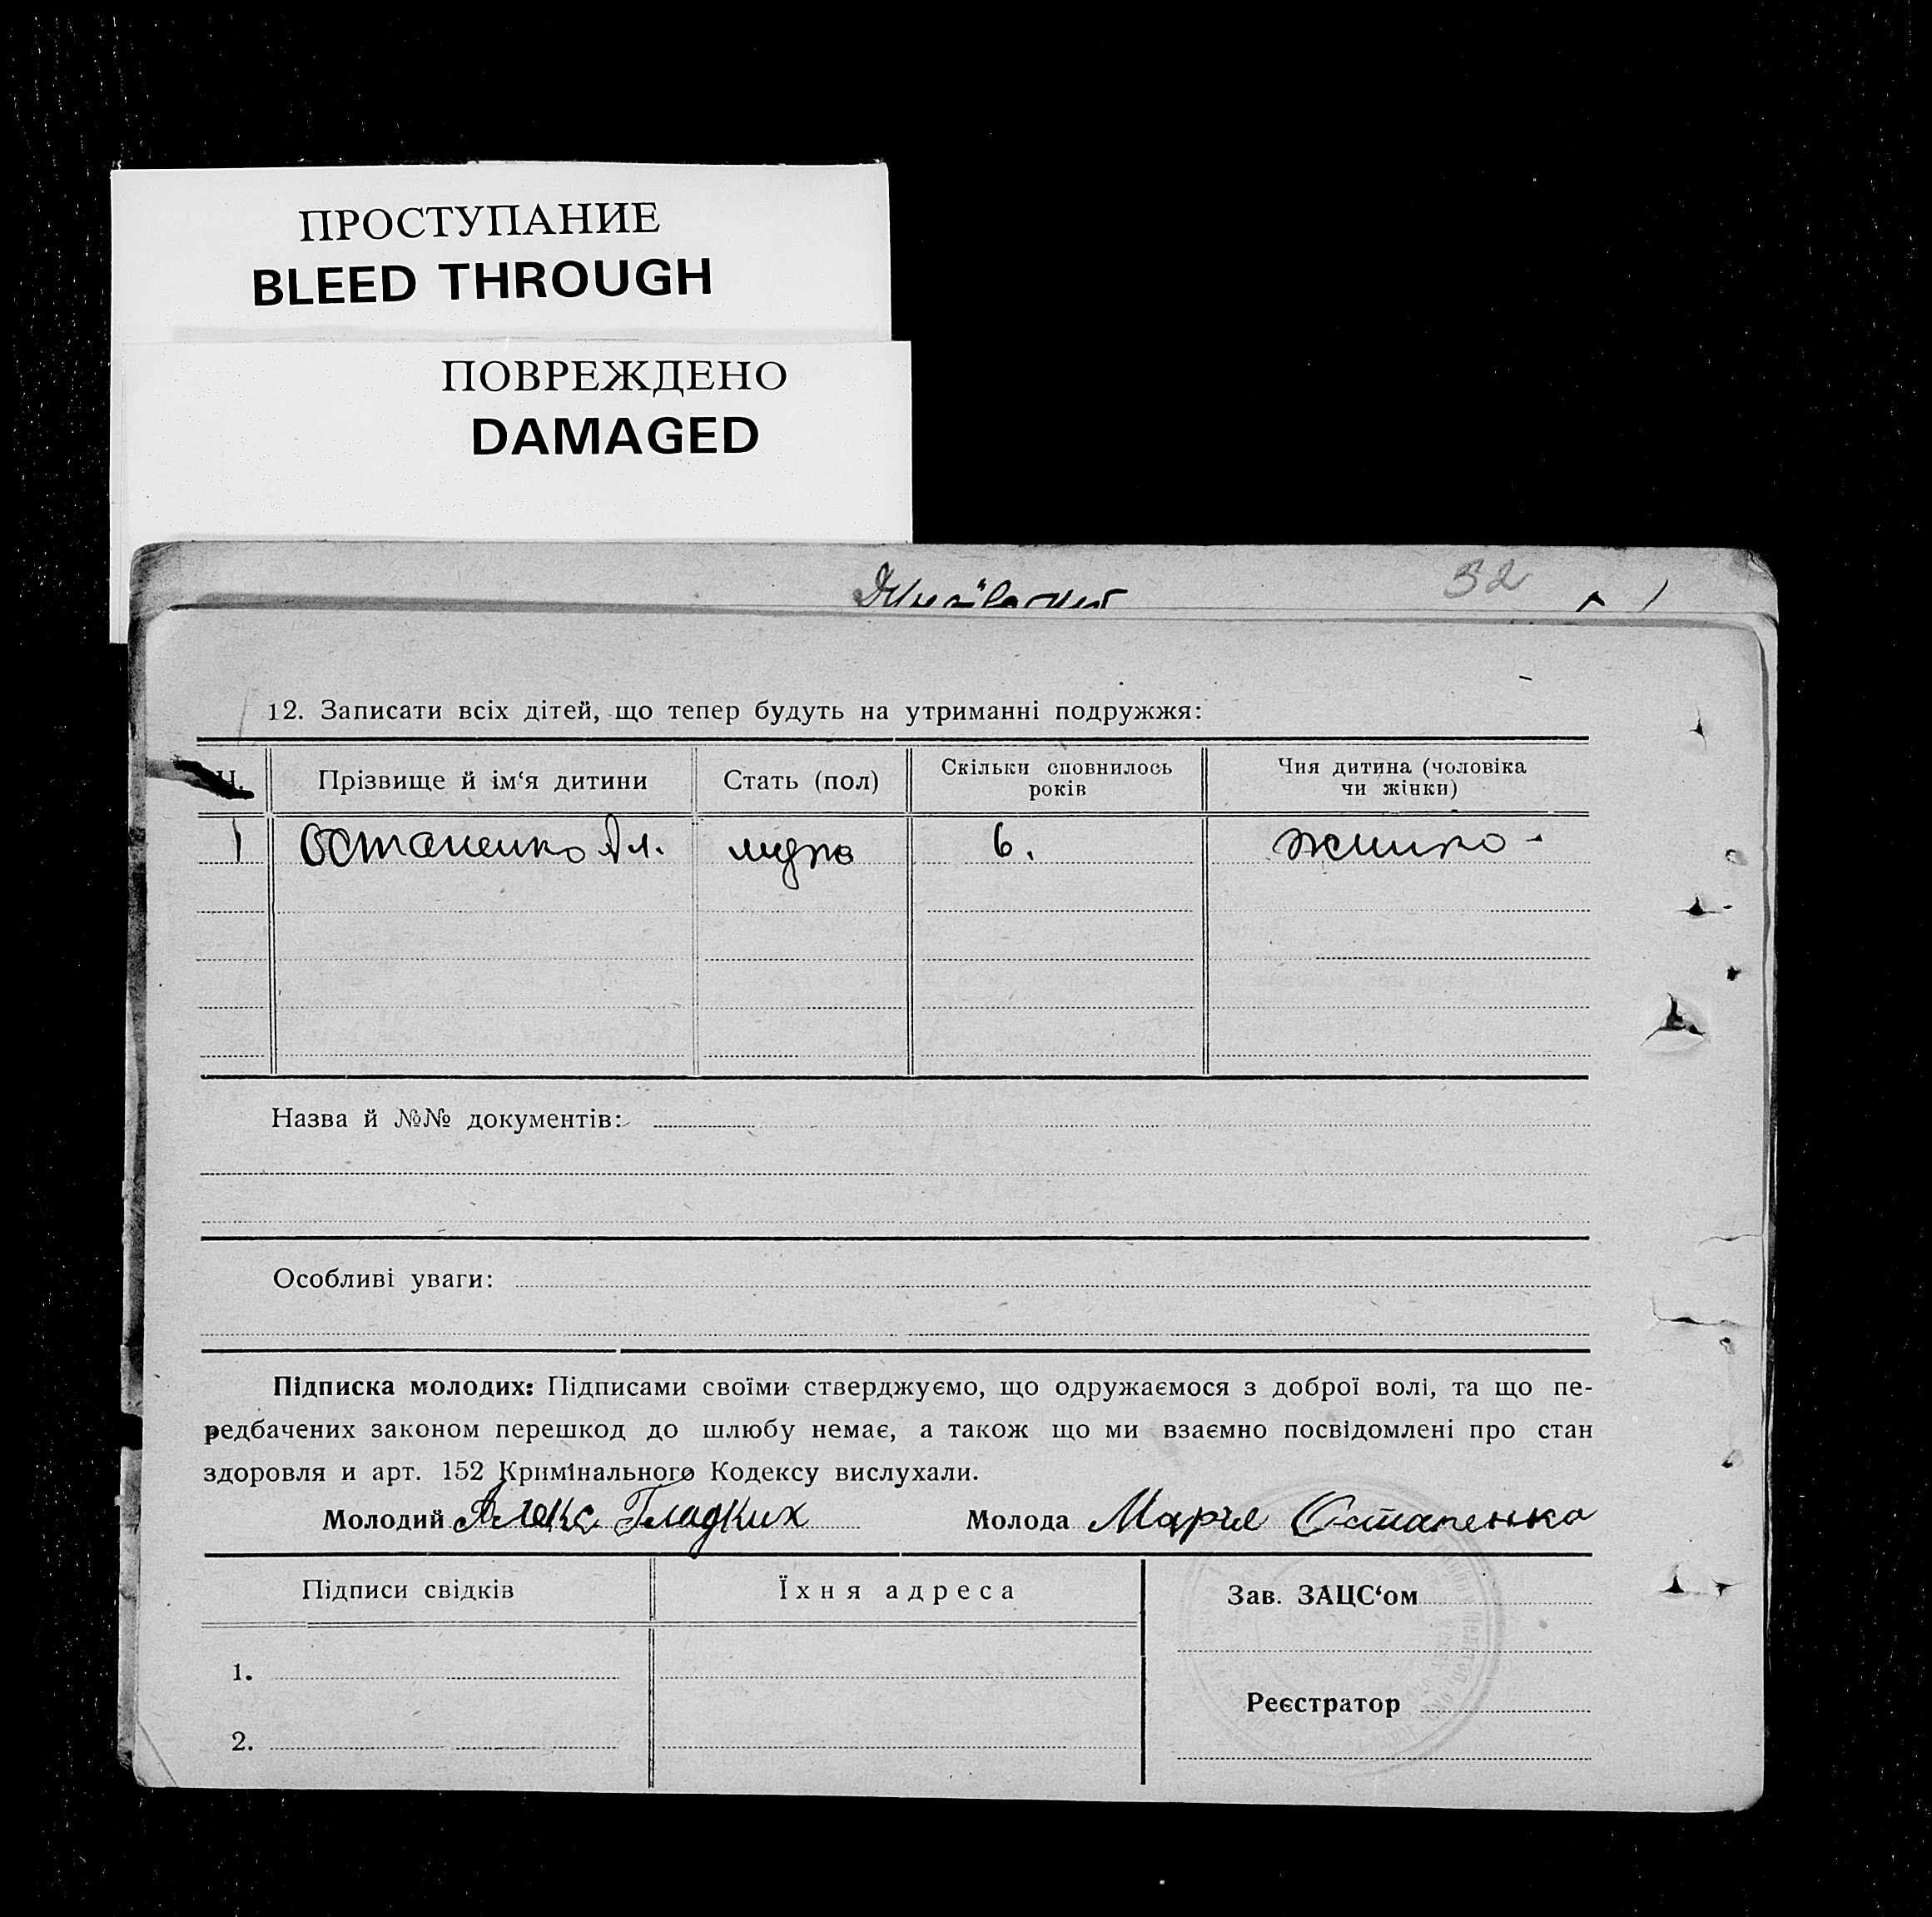 ПРОСТУПАНИЕ
BLEED THROUGH
ПОВРЕЖДЕНО
DAMAGED
32
12. Записати всіх дітей, що тепер будуть на утриманні подружжя:
Ч. Прізвище й ім‘я дитини Стать (пол) Скільки сповнилось років Чия дитина (чоловіка чи жінки)
1 Остапенко Ал. 6.
Назва й №№ документів:
Особливі уваги:
Підписка молодих: Підписами своїми стверджуємо, що одружаємося з доброї волі, та що пе-
редбачених законом перешкод до шлюбу немає, а також що ми взаємно посвідомлені про стан
здоровля и арт. 152 Кримінального Кодексу вислухали.
Молодий Алекс Гладких Молода Марія Остапенко
Підписи свідків Їхня адреса Зав. ЗАЦС‘ом
1.
Реєстратор
2.